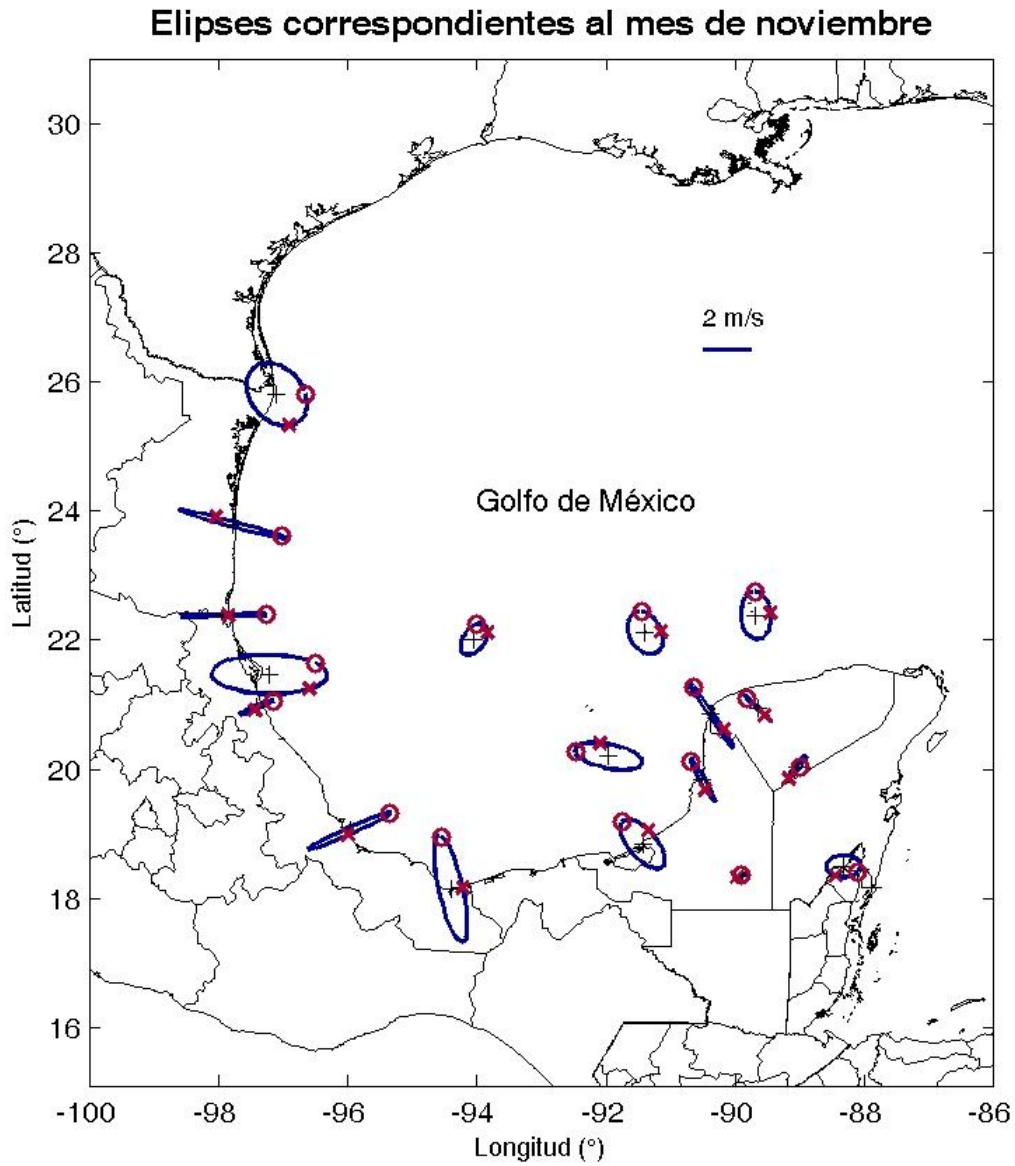 Elipses correspondientes al mes de noviembre
30
28
2 m/s
26
Golfo de México
24
Latitud (°)
22
20
18
16
-100 -98 -96 -94 -92 -90 -88 -86
Longitud (°)